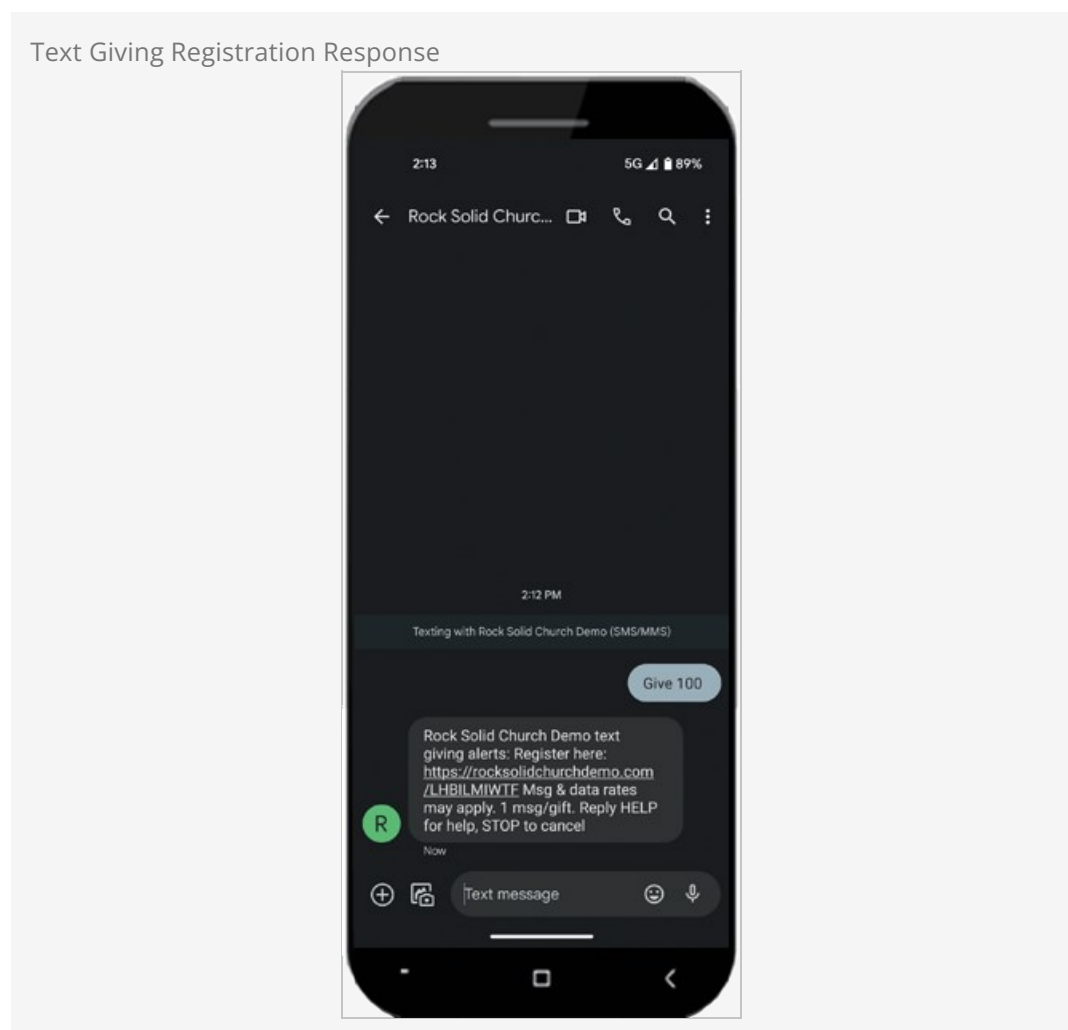 Text Giving Registration Response
2:13
5G 89%
Rock Solid Churc...
2:12 PM
Texting with Rock Solid Church Demo (SMS/MMS)
Give 100
Rock Solid Church Demo text
giving alerts: Register here:
https://rocksolidchurchdemo.com
/LHBILMIWTF Msg & data rates
may apply. 1 msg/gift. Reply HELP
for help, STOP to cancel
R
Now
Text message